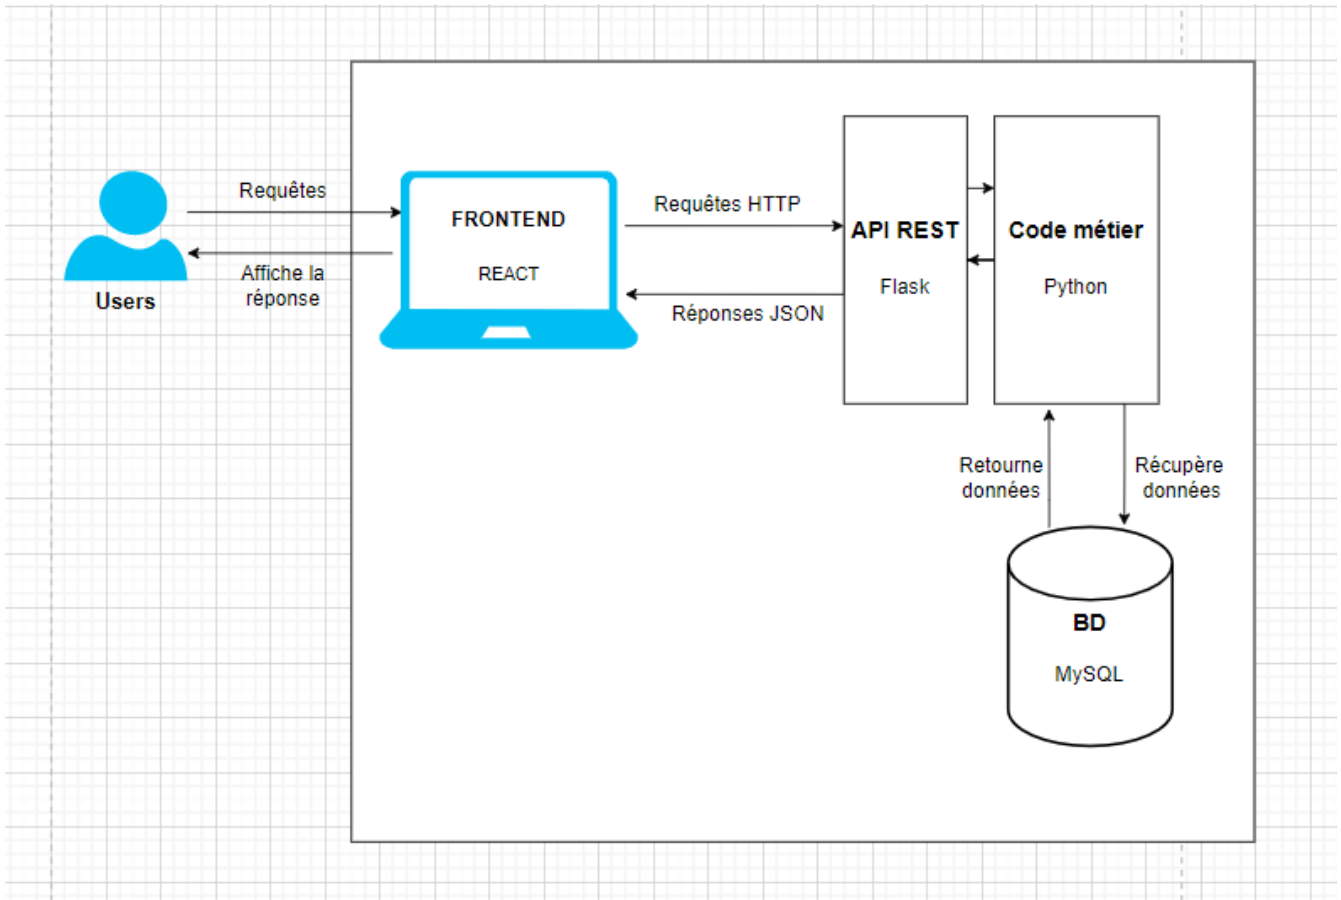 Requêtes
Affiche la
réponse
Users
FRONTEND
REACT
Requêtes HTTP
Réponses JSON
API REST
Flask
Code métier
Python
Retourne
données
Récupère
données
BD
MySQL